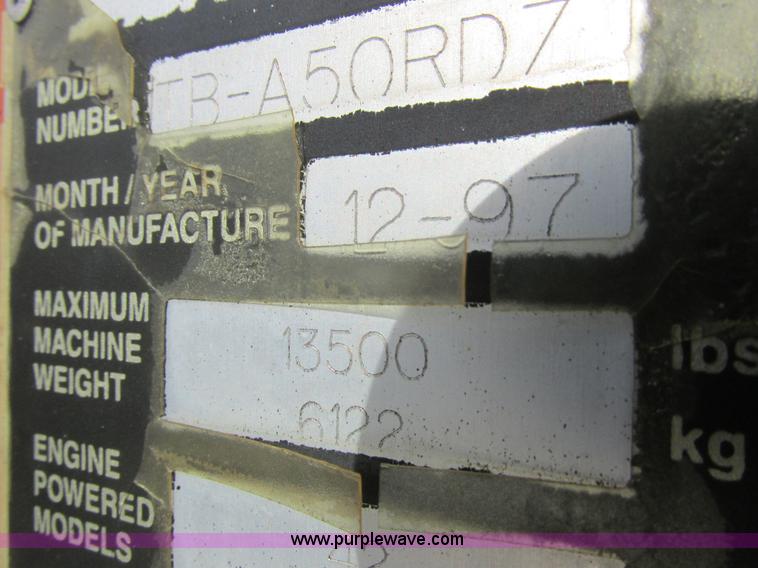 MODEL NUMBER TB-A50RDZ
MONTH / YEAR
OF MANUFACTURE 12-97
MAXIMUM
MACHINE
WEIGHT
13500 lbs
6122 kg
ENGINE
POWERED
MODELS
www.purplewave.com